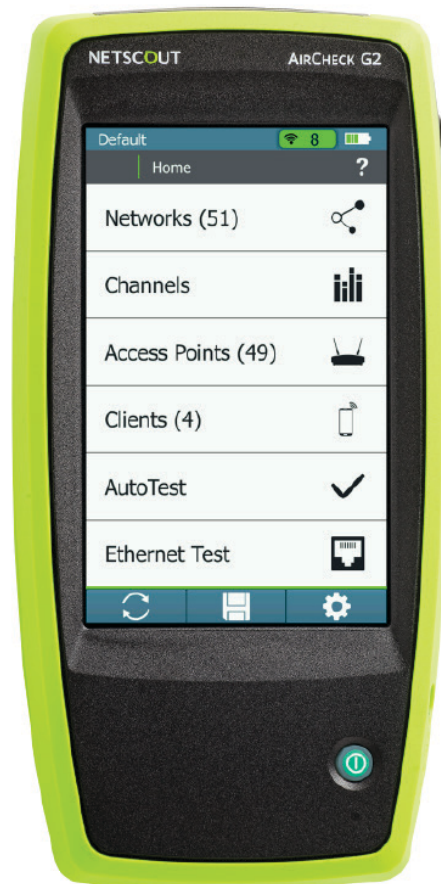 NETSCOUT AIRCHECK G2
Default 8
Home ?
Networks (51)
Channels
Access Points (49)
Clients (4)
AutoTest
Ethernet Test